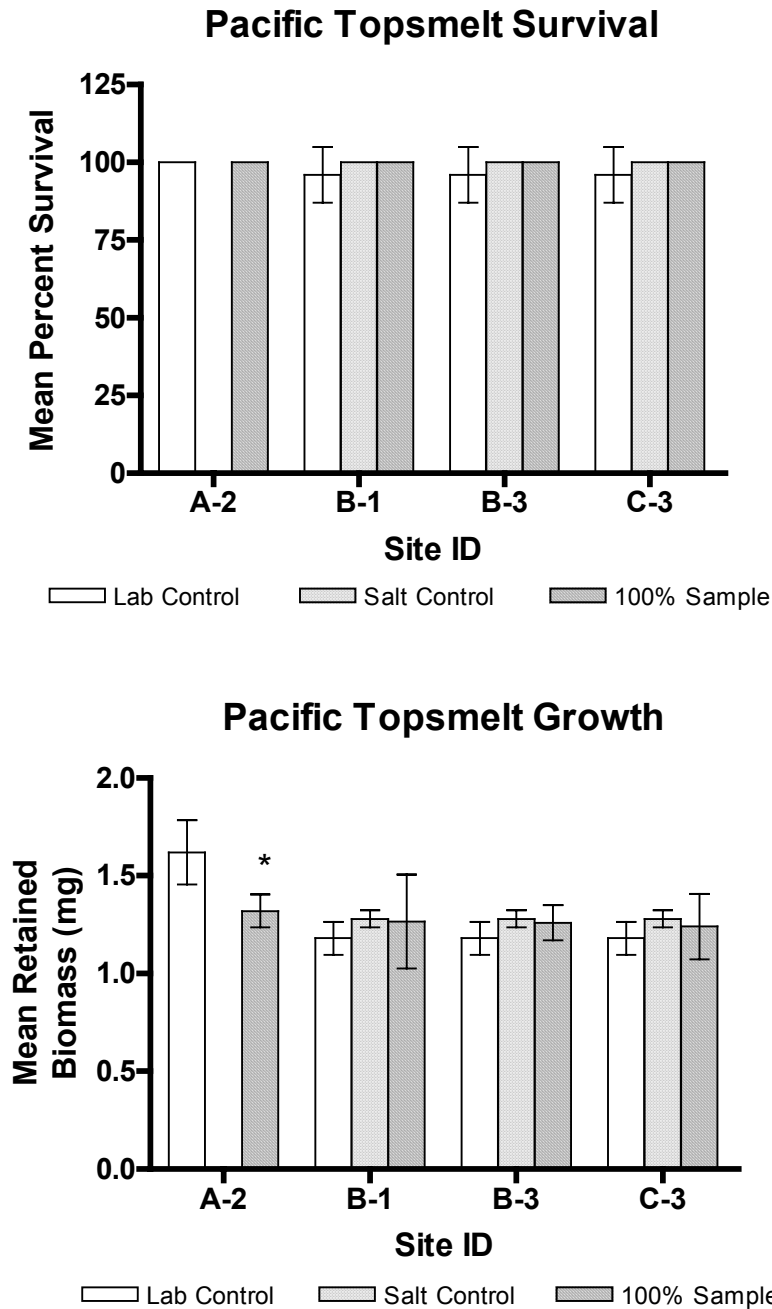 Pacific Topsmelt Survival
Mean Percent Survival
125
100
75
50
25
0
A-2 B-1 B-3 C-3
Site ID
Lab Control Salt Control 100% Sample
Pacific Topsmelt Growth
Mean Retained
Biomass (mg)
2.0
1.5
1.0
0.5
0.0
*
A-2 B-1 B-3 C-3
Site ID
Lab Control Salt Control 100% Sample